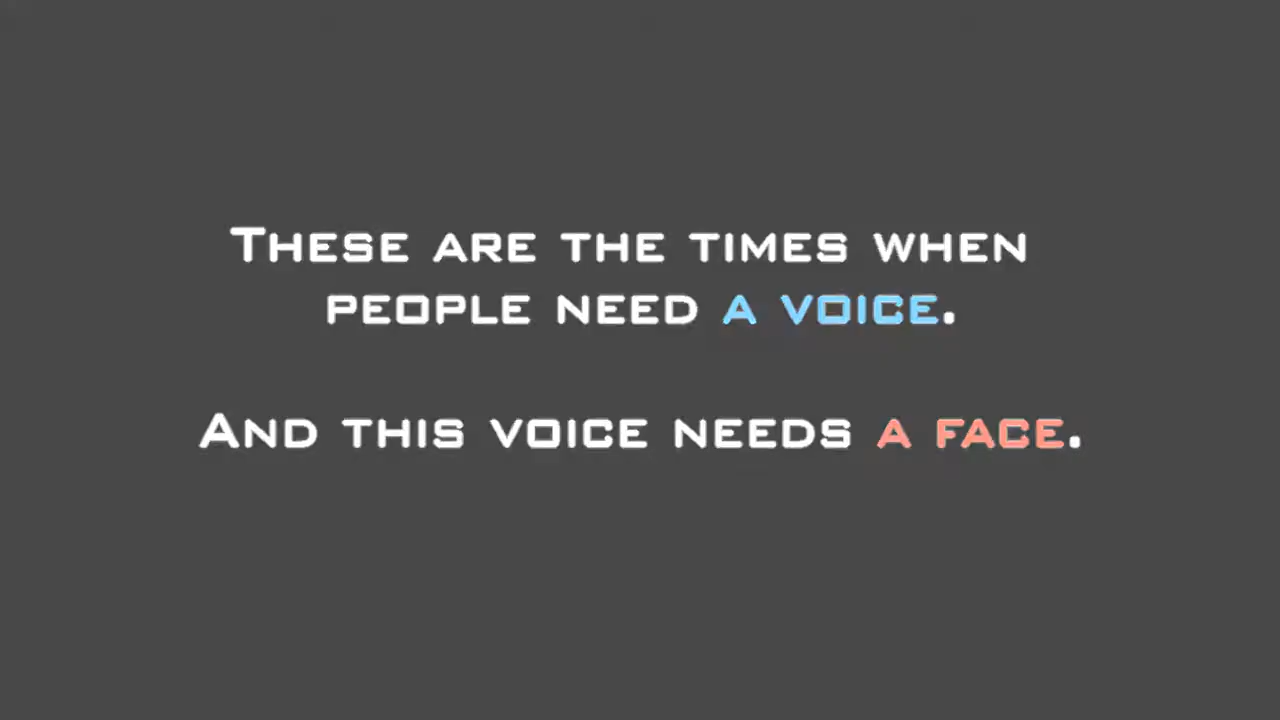 These are the times when
people need a voice.
And this voice needs a face.